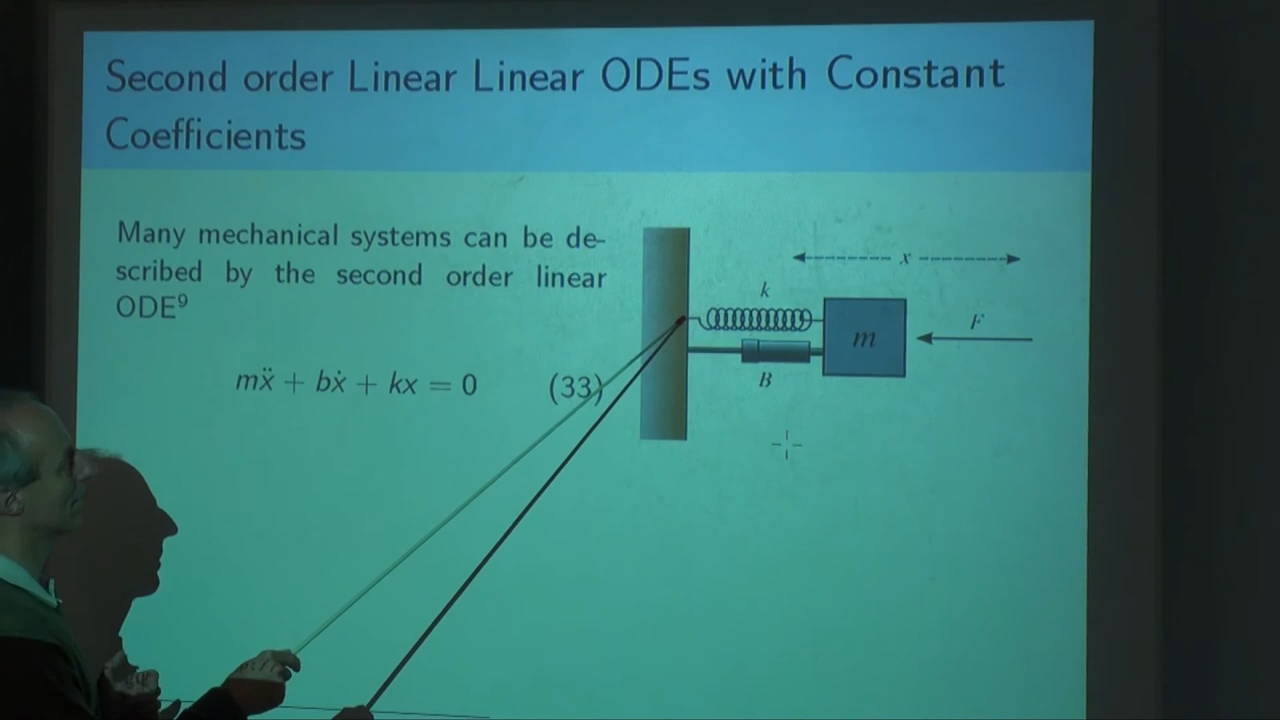 Second order Linear Linear ODEs with Constant
Coefficients
Many mechanical systems can be de-
scribed by the second order linear
ODE⁹
mẍ + bẋ + kx = 0 (33)
x
k
F
m
B